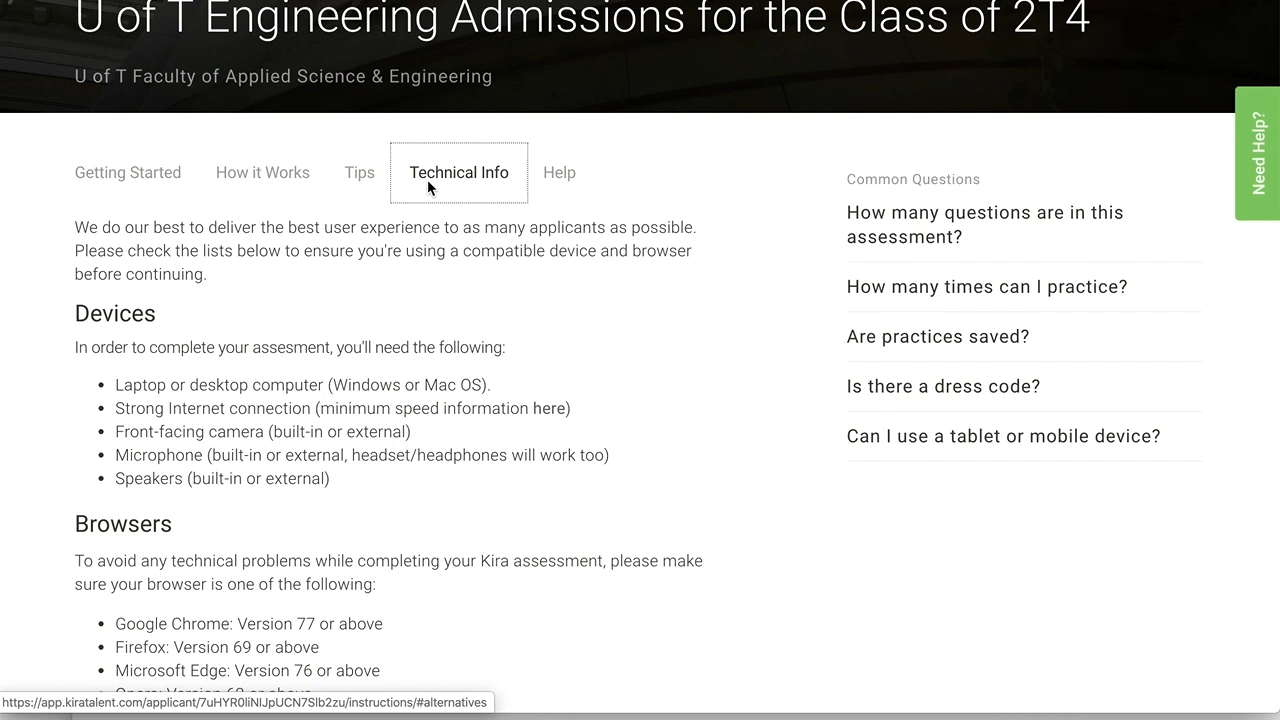 U of T Engineering Admissions for the Class of 2T4
U of T Faculty of Applied Science & Engineering
Need Help?
Getting Started
How it Works
Tips
Technical Info
Help
We do our best to deliver the best user experience to as many applicants as possible.
Please check the lists below to ensure you're using a compatible device and browser
before continuing.
Devices
In order to complete your assesment, you'll need the following:
• Laptop or desktop computer (Windows or Mac OS).
• Strong Internet connection (minimum speed information here)
• Front-facing camera (built-in or external)
• Microphone (built-in or external, headset/headphones will work too)
• Speakers (built-in or external)
Browsers
To avoid any technical problems while completing your Kira assessment, please make
sure your browser is one of the following:
• Google Chrome: Version 77 or above
• Firefox: Version 69 or above
• Microsoft Edge: Version 76 or above
Common Questions
How many questions are in this
assessment?
How many times can I practice?
Are practices saved?
Is there a dress code?
Can I use a tablet or mobile device?
https://app.kiratalent.com/applicant/7uHYR0liNIJpUCN7Slb2zu/instructions/#alternatives